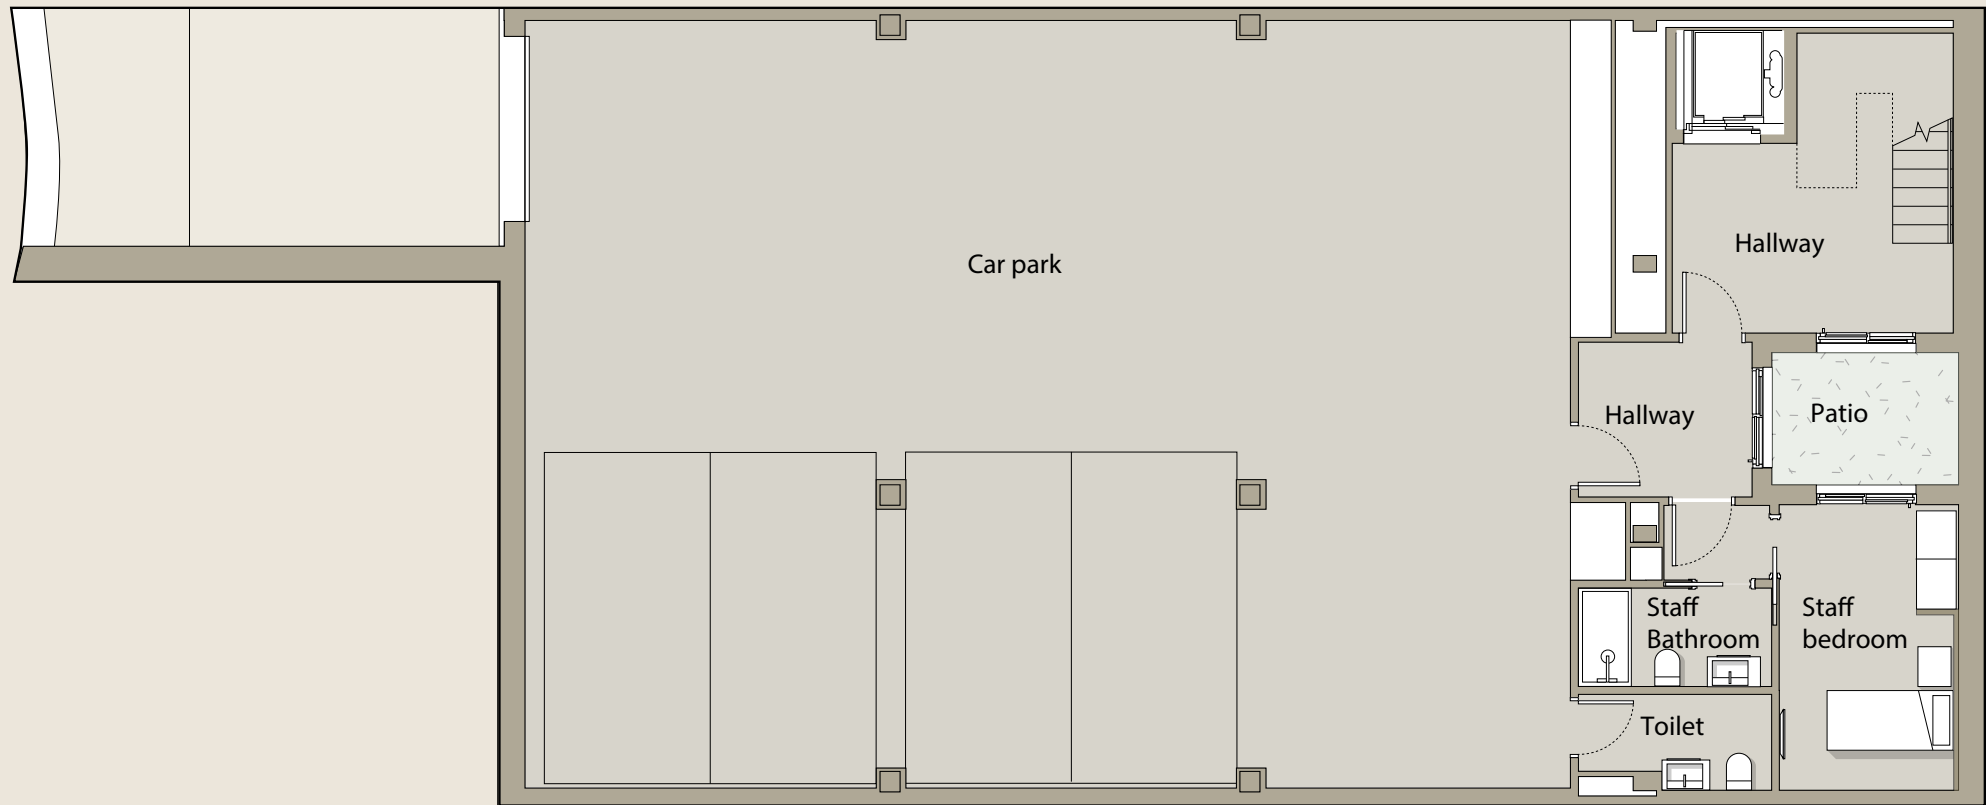 Car park
Hallway
Hallway
Patio
Staff
Bathroom
Staff
bedroom
Toilet